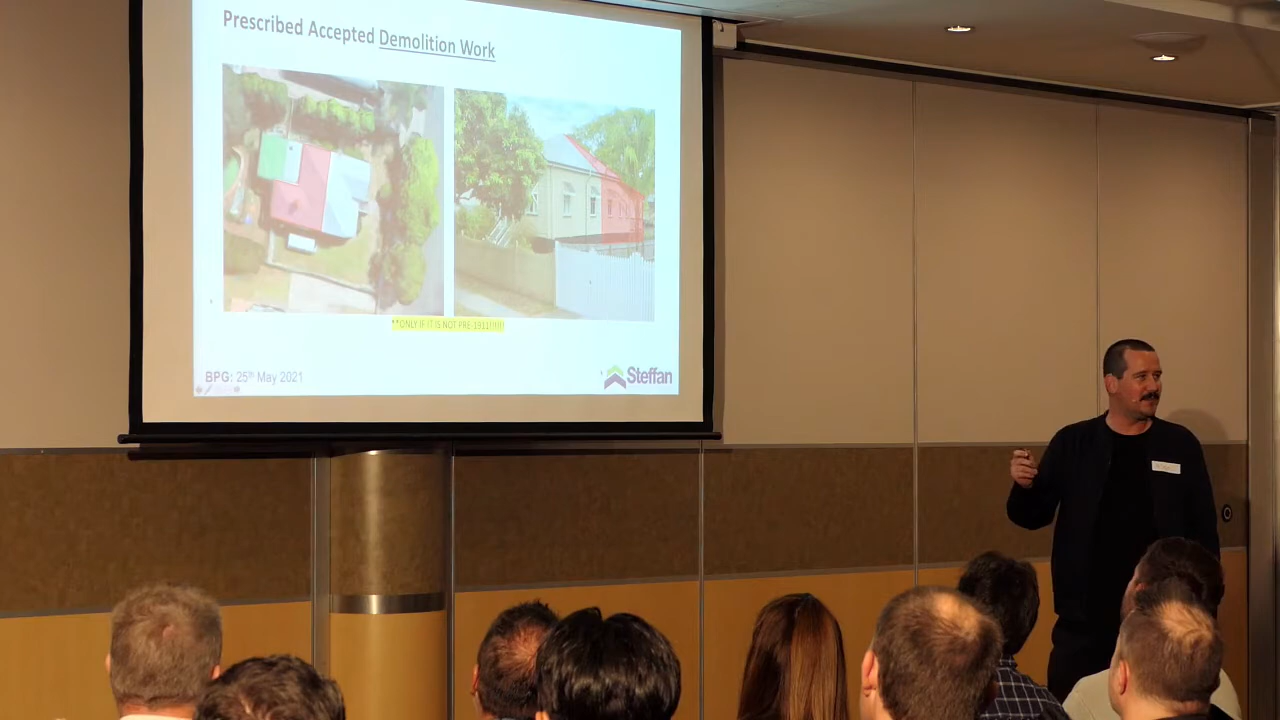 Prescribed Accepted Demolition Work
**ONLY IF IT IS NOT PRE-1911!!!!!!
BPG: 25th May 2021
Steffan